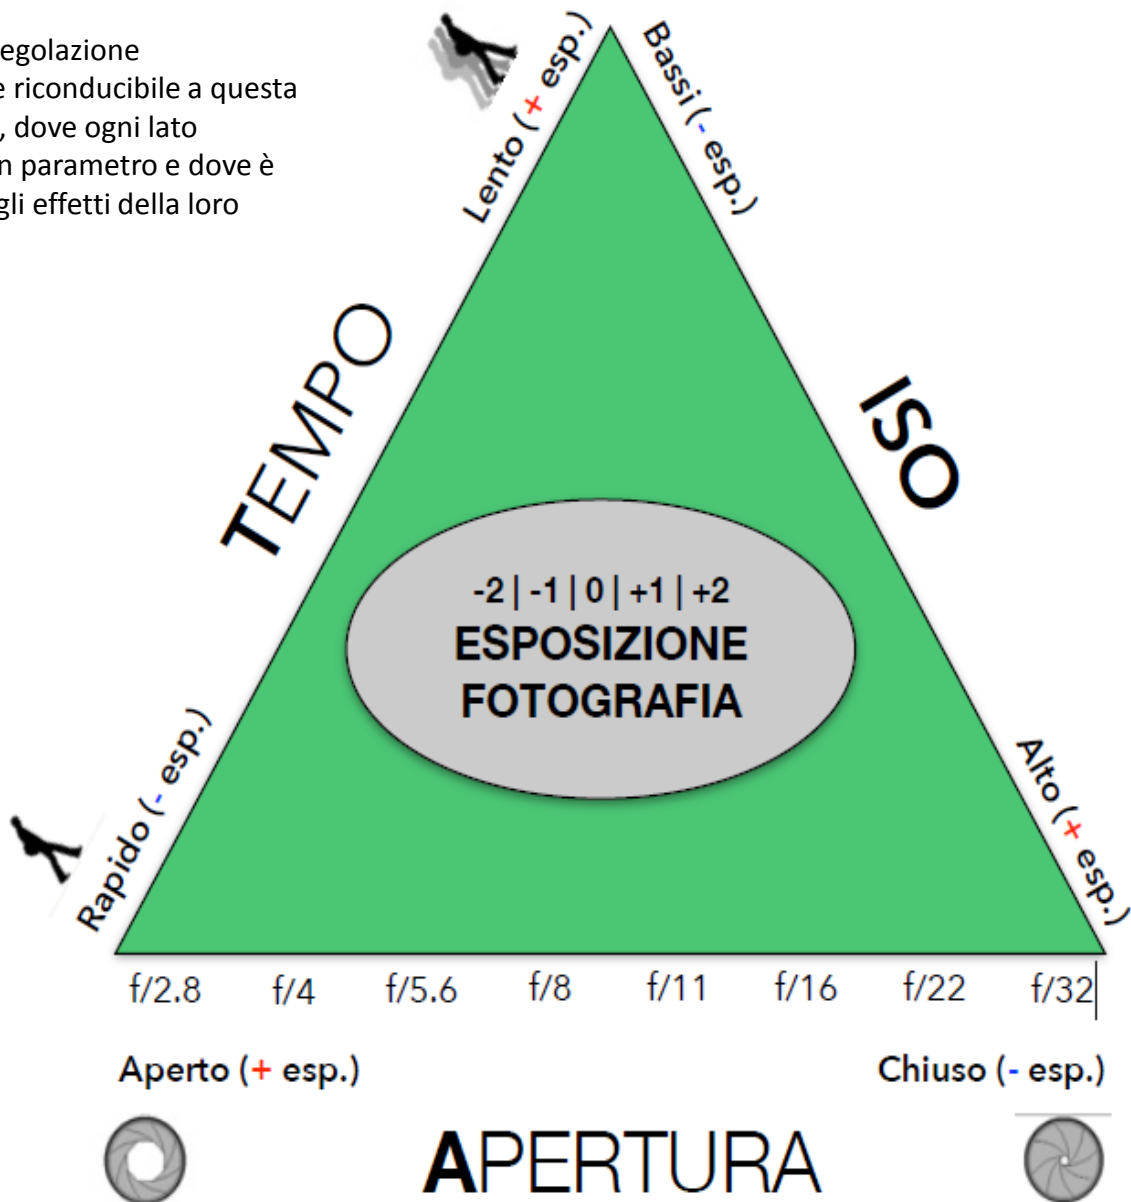 egolazione
e riconducibile a questa
, dove ogni lato
n parametro e dove è
gli effetti della loro
Lento (+ esp.)
Bassi (- esp.)
TEMPO
ISO
-2 | -1 | 0 | +1 | +2
ESPOSIZIONE
FOTOGRAFIA
Rapido (- esp.)
Alto (+ esp.)
f/2.8 f/4 f/5.6 f/8 f/11 f/16 f/22 f/32
Aperto (+ esp.) Chiuso (- esp.)
APERTURA